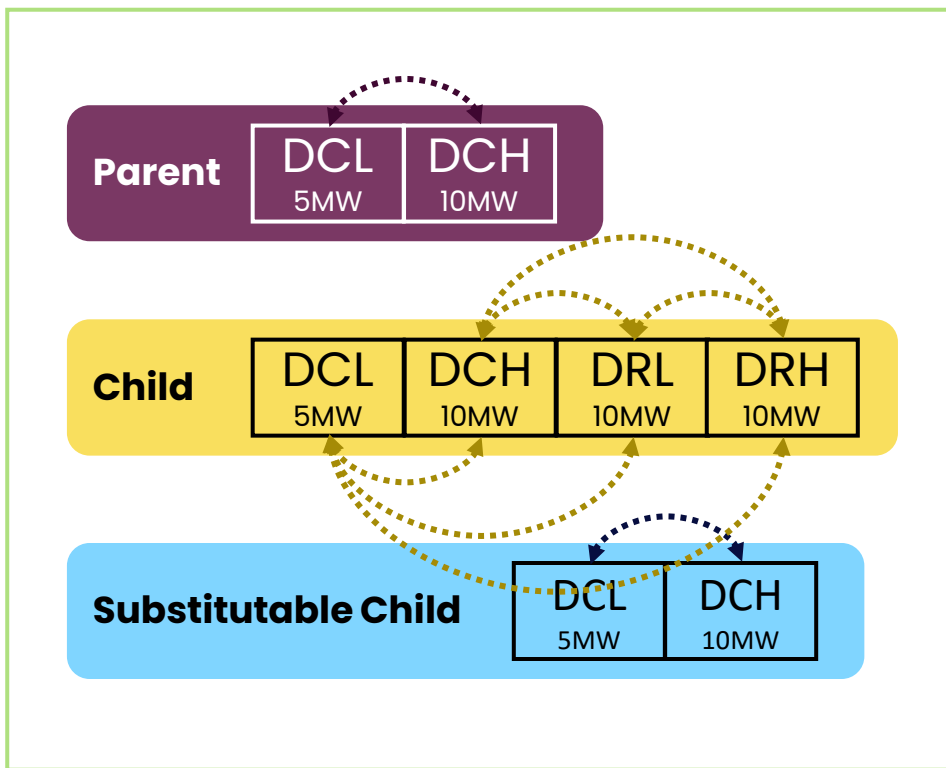 Parent
DCL DCH
5MW 10MW
Child
DCL DCH DRL DRH
5MW 10MW 10MW 10MW
Substitutable Child
DCL DCH
5MW 10MW